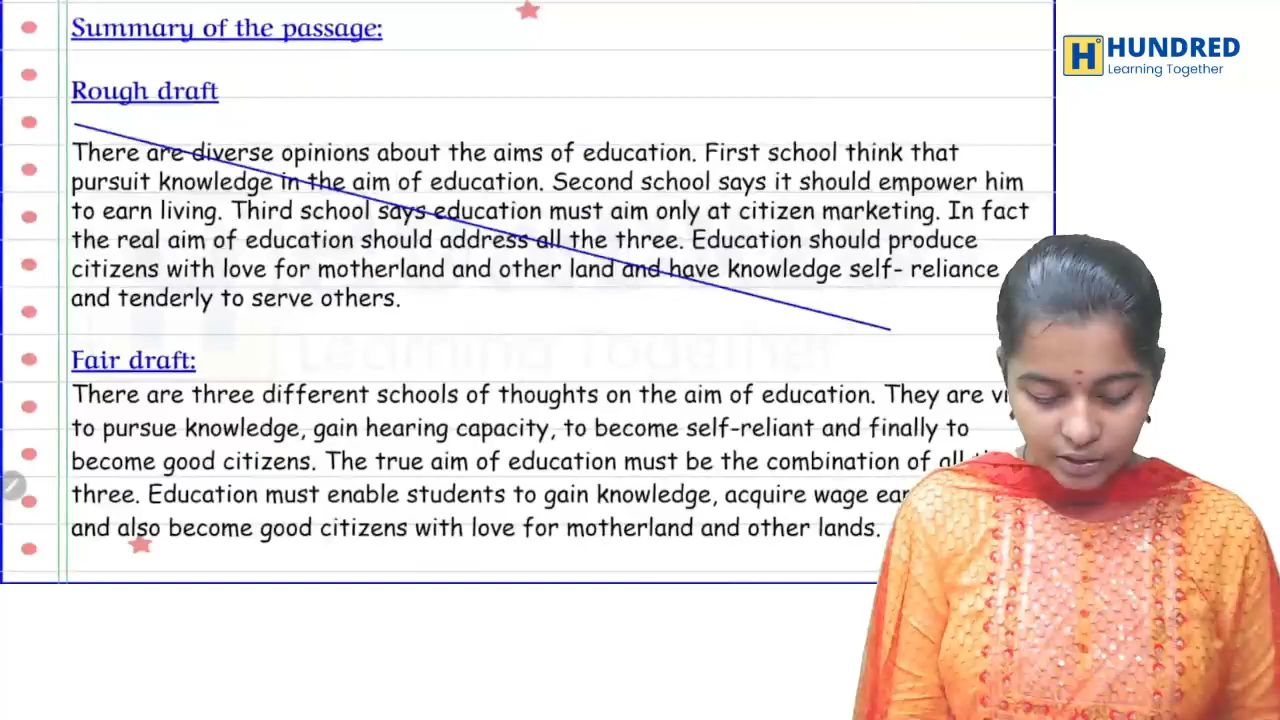 Summary of the passage:
HUNDRED
Learning Together
Rough draft
There are diverse opinions about the aims of education. First school think that
pursuit knowledge in the aim of education. Second school says it should empower him
to earn living. Third school says education must aim only at citizen marketing. In fact
the real aim of education should address all the three. Education should produce
citizens with love for motherland and other land and have knowledge self- reliance
and tenderly to serve others.
Learning Together
Fair draft:
There are three different schools of thoughts on the aim of education. They are
to pursue knowledge, gain hearing capacity, to become self-reliant and finally to
become good citizens. The true aim of education must be the combination of all
three. Education must enable students to gain knowledge, acquire wage
and also become good citizens with love for motherland and other lands.